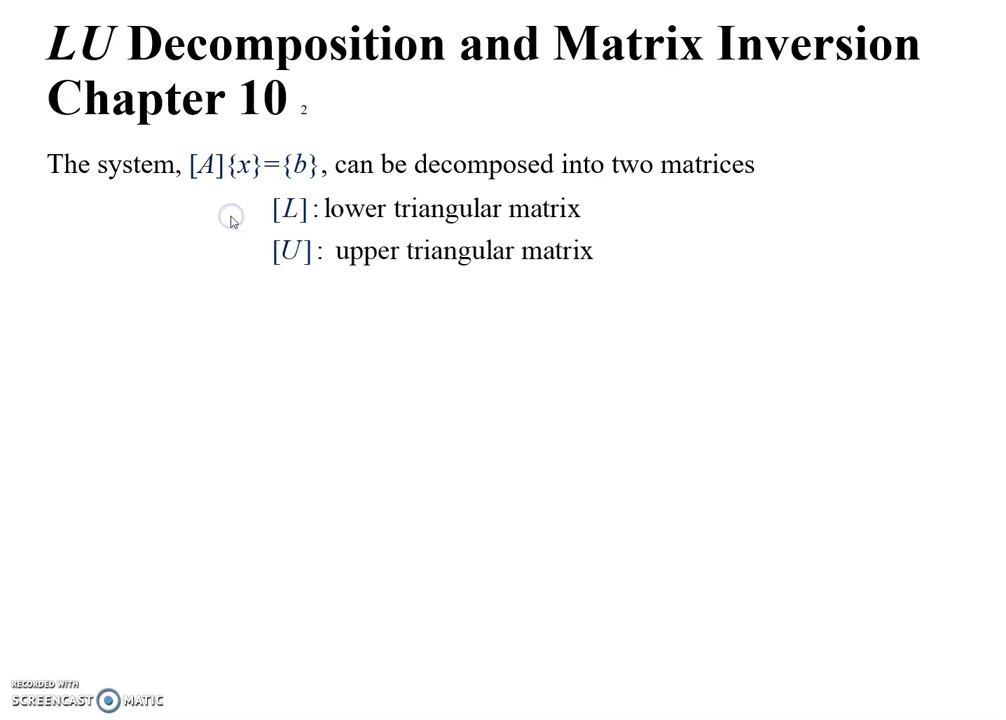 LU Decomposition and Matrix Inversion
Chapter 10 2
The system, [A]{x}={b}, can be decomposed into two matrices
[L]: lower triangular matrix
[U]: upper triangular matrix
RECORDED WITH
SCREENCAST MATIC